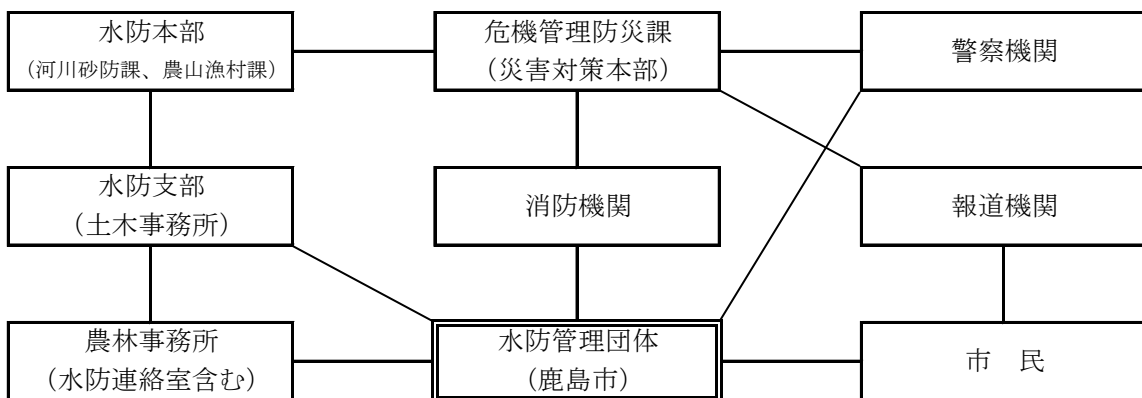 水防本部
（河川砂防課、農山漁村課）
危機管理防災課
（災害対策本部）
警察機関
水防支部
（土木事務所）
消防機関
報道機関
農林事務所
（水防連絡室含む）
水防管理団体
（鹿島市）
市　民